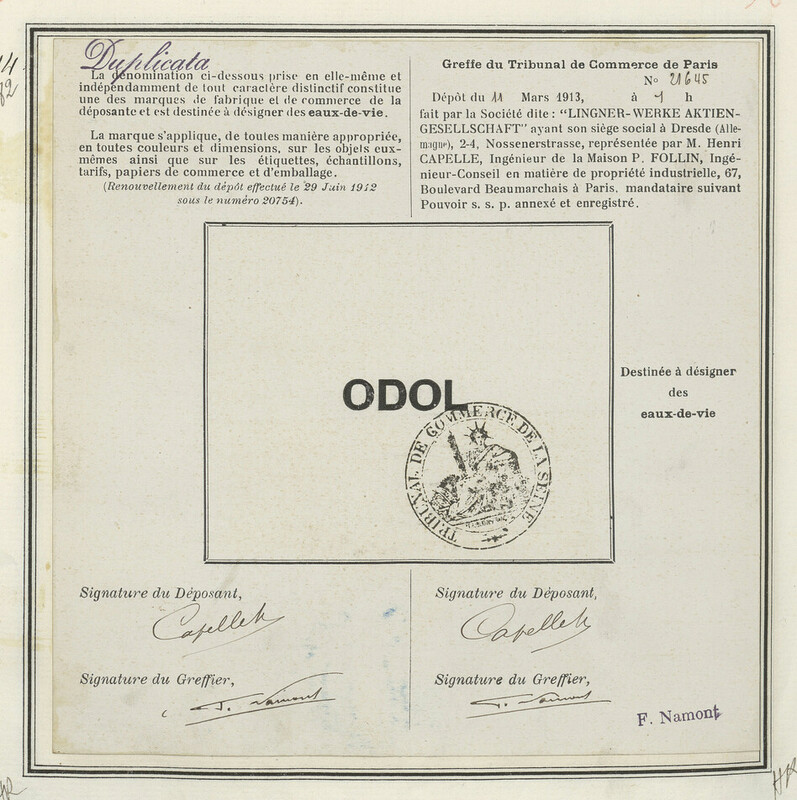 Duplicata
La dénomination ci-dessous prise en elle-même et
indépendamment de tout caractère distinctif constitue
une des marques de fabrique et de commerce de la
déposante et est destinée à désigner des eaux-de-vie.
La marque s'applique, de toutes manière appropriée,
en toutes couleurs et dimensions, sur les objets eux-
mêmes ainsi que sur les étiquettes, échantillons,
tarifs, papiers de commerce et d'emballage.
(Renouvellement du dépôt effectué le 29 Juin 1912
sous le numéro 20754).
Greffe du Tribunal de Commerce de Paris
No 21645
Dépôt du 11 Mars 1913, à 1 h
fait par la Société dite : "LINGNER-WERKE AKTIEN-
GESELLSCHAFT" ayant son siège social à Dresde (Alle-
magne), 2-4, Nossenerstrasse, représentée par M. Henri
CAPELLE, Ingénieur de la Maison P. FOLLIN, Ingé-
nieur-Conseil en matière de propriété industrielle, 67,
Boulevard Beaumarchais à Paris, mandataire suivant
Pouvoir s. s. p. annexé et enregistré.
ODOL
TRIBUNAL DE COMMERCE DE LA SEINE
Destinée à désigner
des
eaux-de-vie
Signature du Déposant,
Capelle h
Signature du Déposant,
Capelle h
Signature du Greffier,
F. Namont
Signature du Greffier,
F. Namont
F. Namont